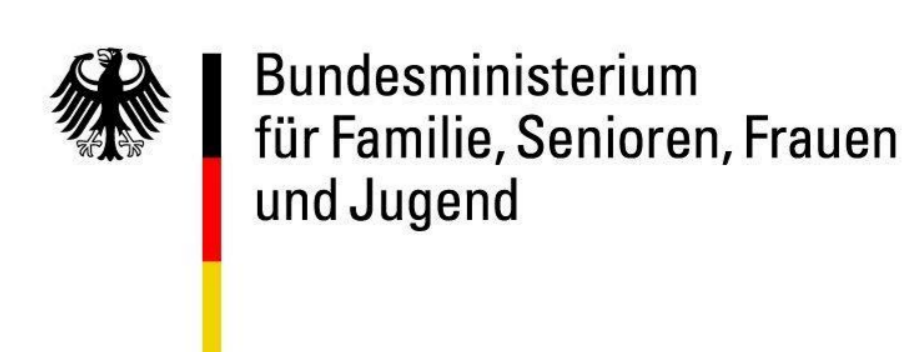 Bundesministerium
für Familie, Senioren, Frauen
und Jugend